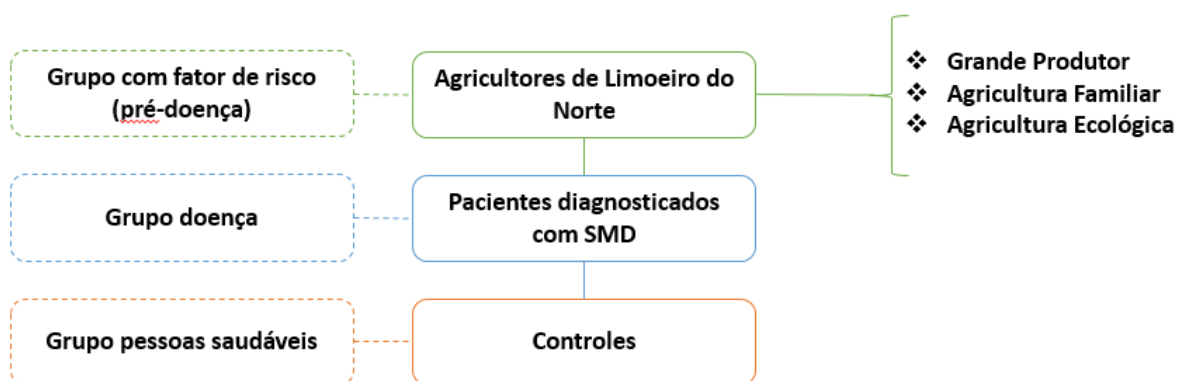 Grupo com fator de risco
(pré-doença)
Agricultores de Limoeiro do
Norte
❖ Grande Produtor
❖ Agricultura Familiar
❖ Agricultura Ecológica
Grupo doença
Pacientes diagnosticados
com SMD
Grupo pessoas saudáveis
Controles